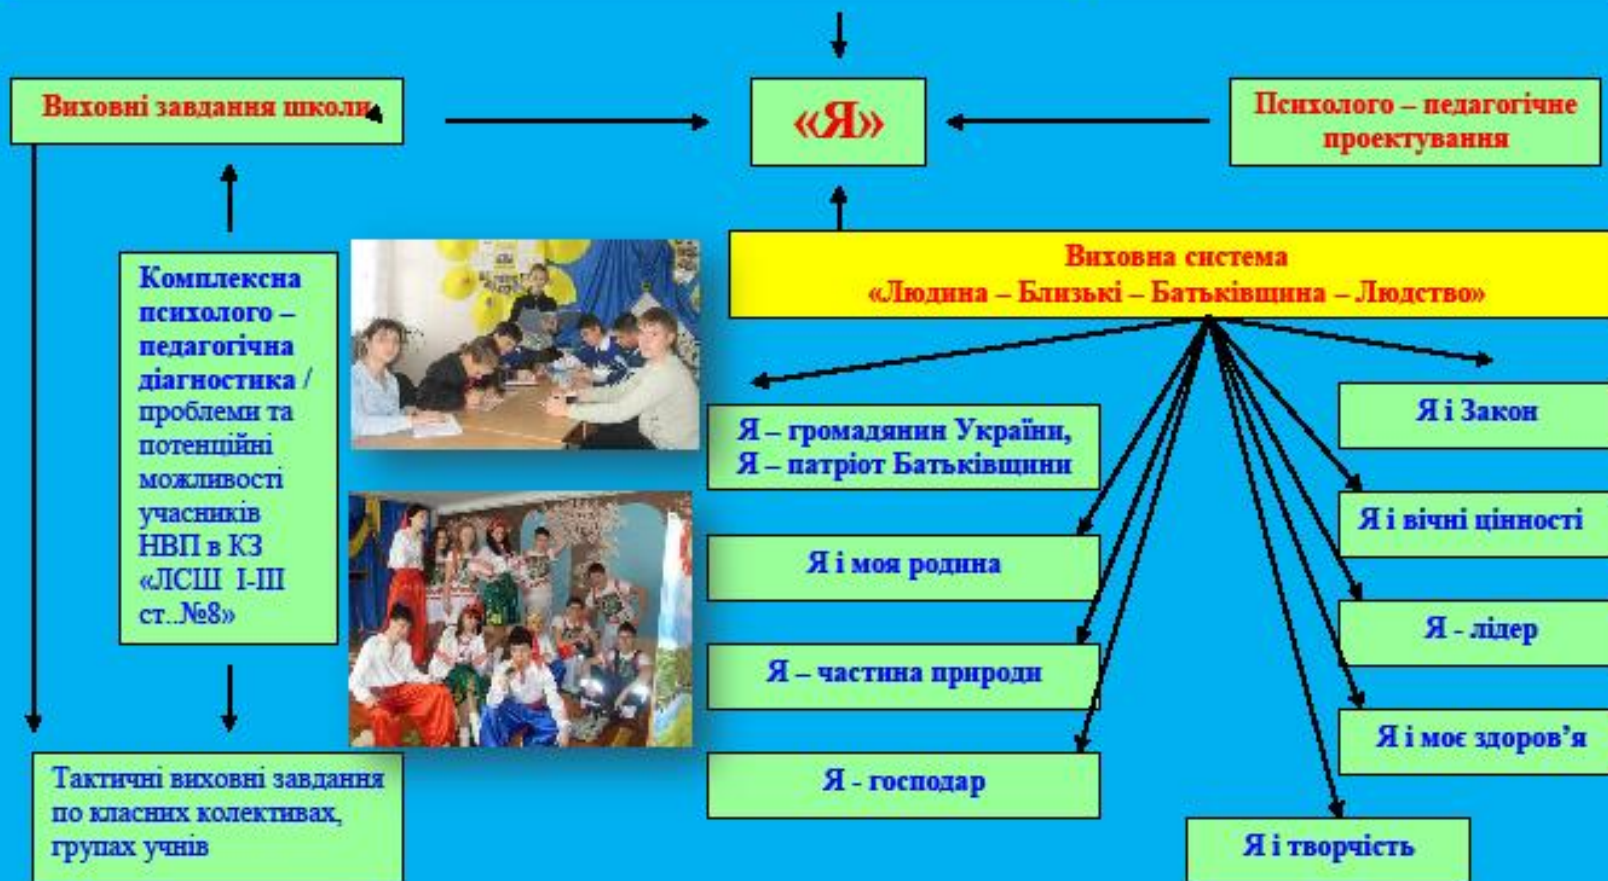 Виховні завдання школи
«Я»
Психолого – педагогічне
проектування
Виховна система
«Людина – Близькі – Батьківщина – Людство»
Комплексна
психолого –
педагогічна
діагностика /
проблеми та
потенційні
можливості
учасників
НВП в КЗ
«ЛСШ І-ІІІ
ст..№8»
Я – громадянин України,
Я – патріот Батьківщини
Я і моя родина
Я – частина природи
Я - господар
Я і Закон
Я і вічні цінності
Я - лідер
Я і моє здоров’я
Я і творчість
Тактичні виховні завдання
по класних колективах,
групах учнів